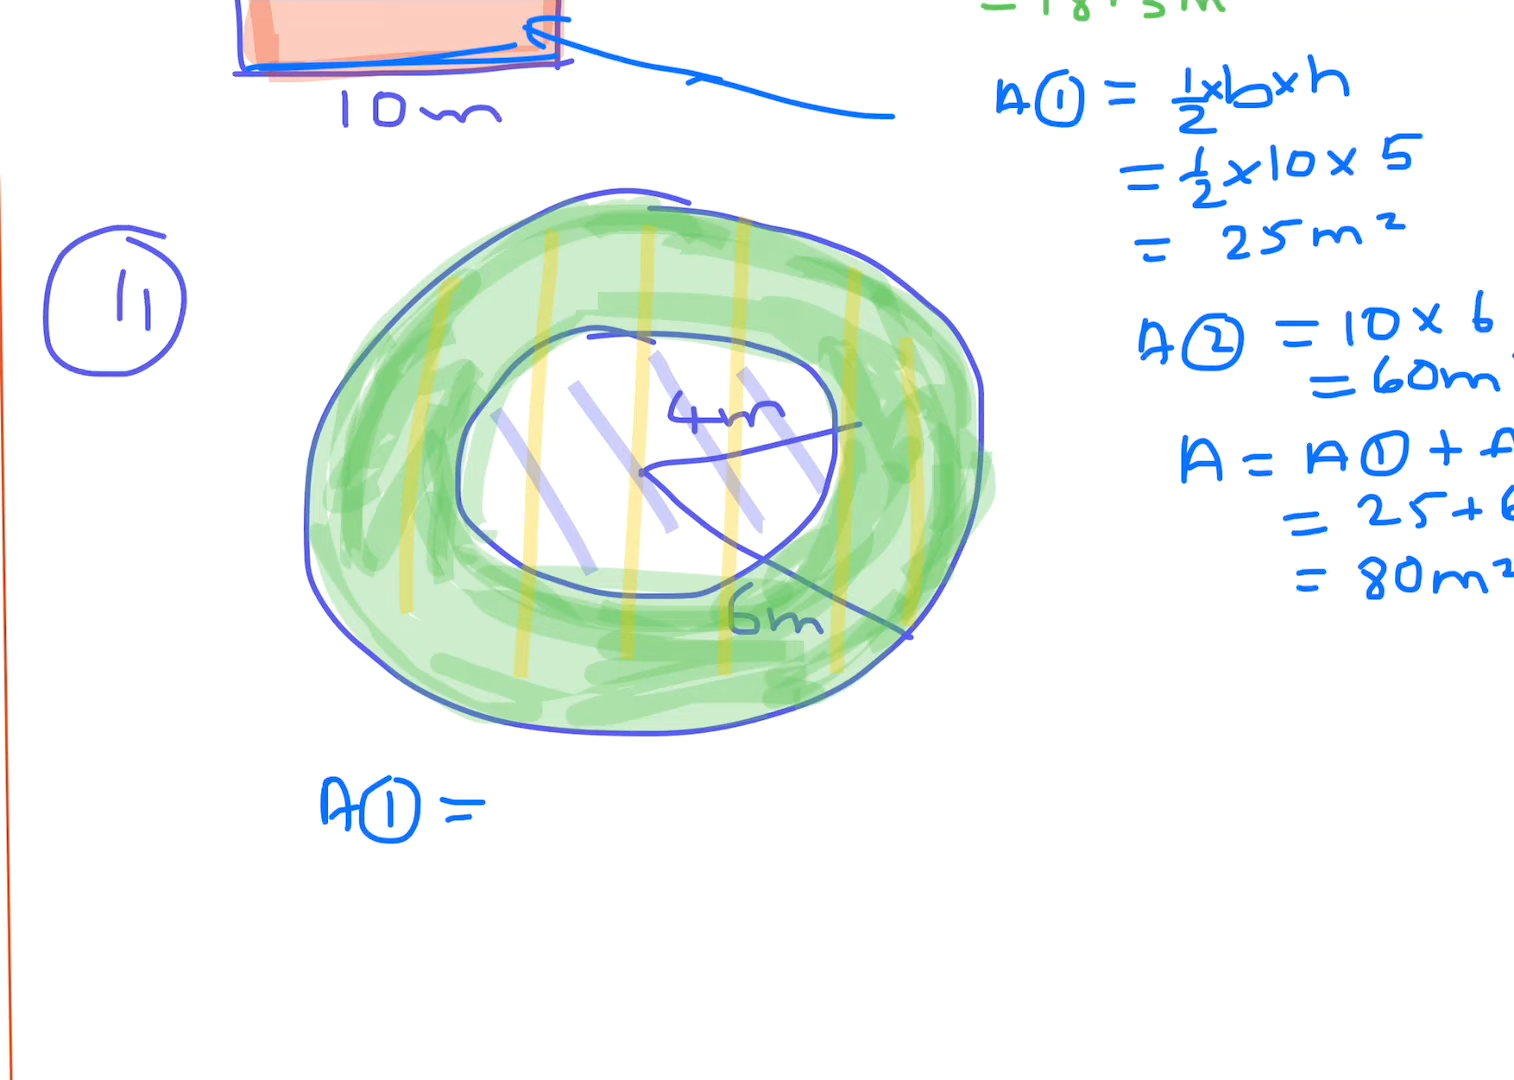 10m
A① = 1/2 × b × h
= 1/2 × 10 × 5
= 25m²
A② = 10 × 6
= 60m
A = A① +
= 25 +
= 80m²
11
4m
6m
A① =